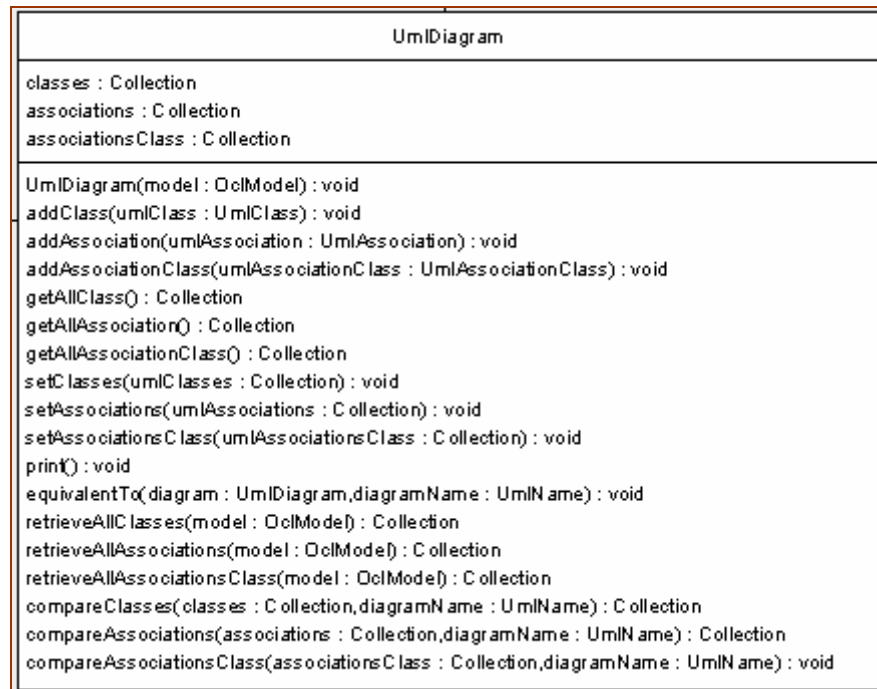 UmlDiagram
classes : Collection
associations : Collection
associationsClass : Collection
UmlDiagram(model : OclModel) : void
addClass(umlClass : UmlClass) : void
addAssociation(umlAssociation : UmlAssociation) : void
addAssociationClass(umlAssociationClass : UmlAssociationClass) : void
getAllClass() : Collection
getAllAssociation() : Collection
getAllAssociationClass() : Collection
setClasses(umlClasses : Collection) : void
setAssociations(umlAssociations : Collection) : void
setAssociationsClass(umlAssociationsClass : Collection) : void
print() : void
equivalentTo(diagram : UmlDiagram,diagramName : UmlName) : void
retrieveAllClasses(model : OclModel) : Collection
retrieveAllAssociations(model : OclModel) : Collection
retrieveAllAssociationsClass(model : OclModel) : Collection
compareClasses(classes : Collection,diagramName : UmlName) : Collection
compareAssociations(associations : Collection,diagramName : UmlName) : Collection
compareAssociationsClass(associationsClass : Collection,diagramName : UmlName) : void